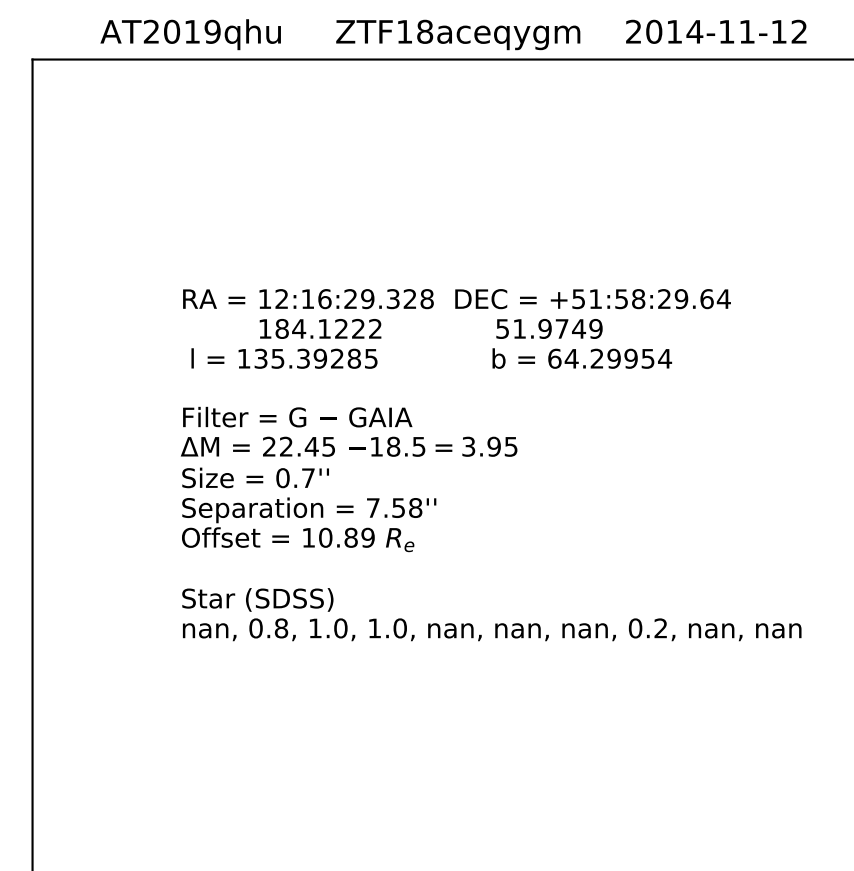 AT2019qhu ZTF18aceqygm 2014-11-12
RA = 12:16:29.328 DEC = +51:58:29.64
184.1222 51.9749
l = 135.39285 b = 64.29954
Filter = G − GAIA
ΔM = 22.45 −18.5 = 3.95
Size = 0.7''
Separation = 7.58''
Offset = 10.89 Re
Star (SDSS)
nan, 0.8, 1.0, 1.0, nan, nan, nan, 0.2, nan, nan